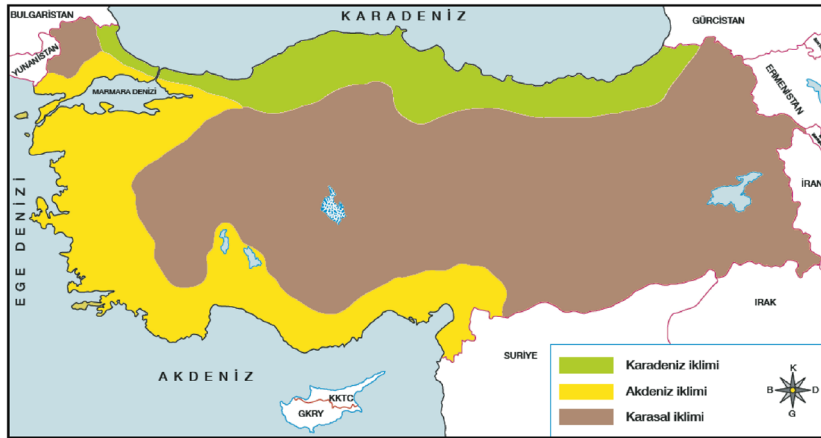 BULGARİSTAN
KARADENİZ
GÜRCİSTAN
YUNANİSTAN
MARMARA DENİZİ
ERMENİSTAN
İRAN
EGE DENİZİ
IRAK
SURİYE
AKDENİZ
KKTC
GKRY
Karadeniz iklimi
Akdeniz iklimi
Karasal iklimi
K
B
D
G